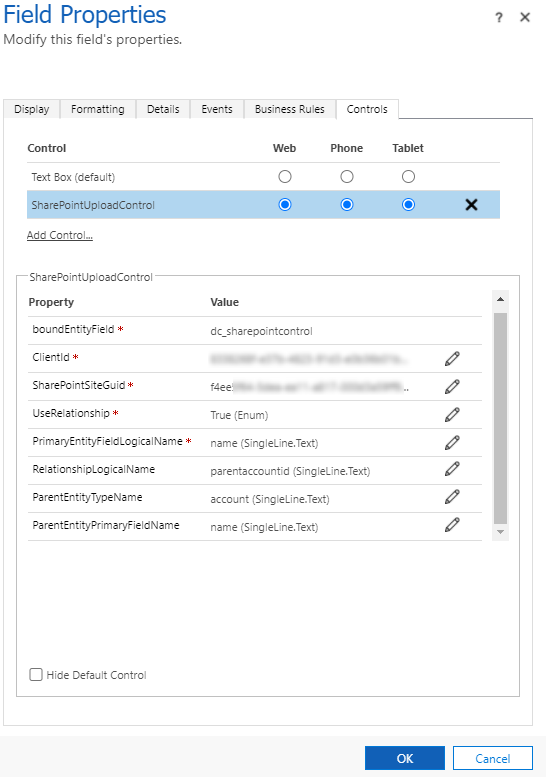 Field Properties
? ×
Modify this field's properties.
Display Formatting Details Events Business Rules Controls
Control Web Phone Tablet
Text Box (default)
SharePointUploadControl
Add Control...
SharePointUploadControl
Property Value
boundEntityField * dc_sharepointcontrol
ClientId *
SharePointSiteGuid * f4ee
UseRelationship * True (Enum)
PrimaryEntityFieldLogicalName * name (SingleLine.Text)
RelationshipLogicalName parentaccountid (SingleLine.Text)
ParentEntityTypeName account (SingleLine.Text)
ParentEntityPrimaryFieldName name (SingleLine.Text)
Hide Default Control
OK Cancel